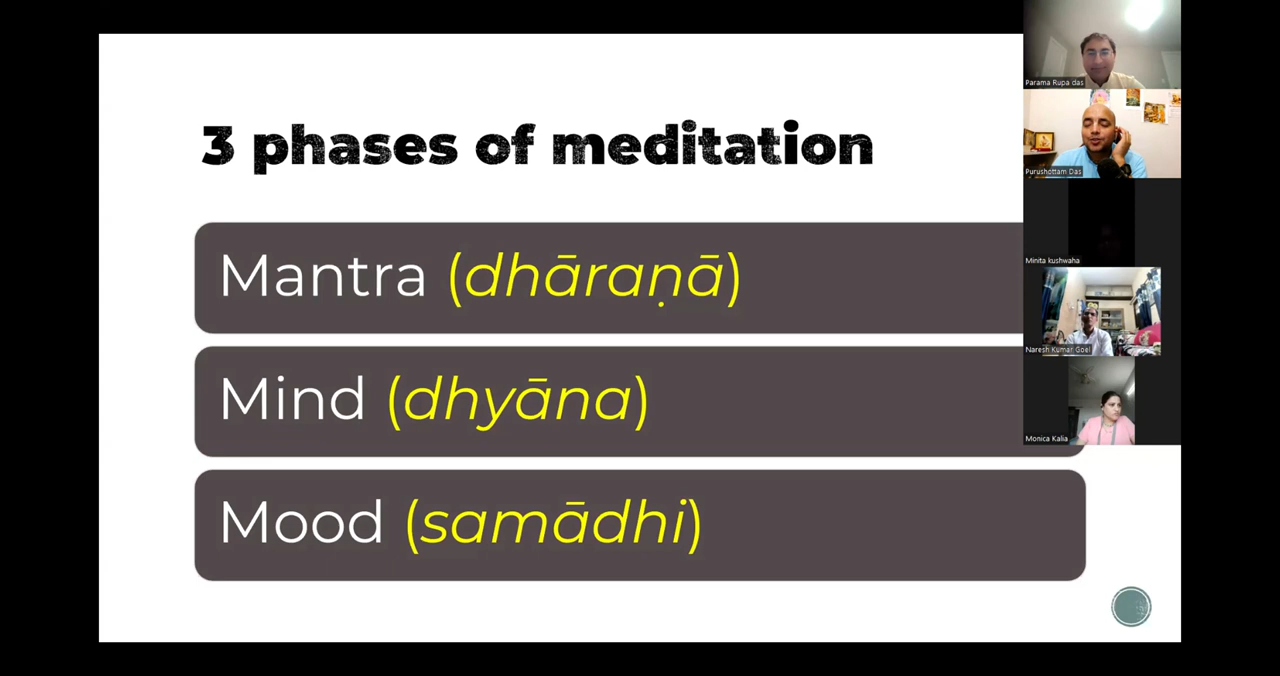 3 phases of meditation
Mantra (dhāraṇā)
Mind (dhyāna)
Mood (samādhi)
Parama Rupa das
Purushottam Das
Minita kushwaha
Naresh Kumar Goel
Monica Kalia